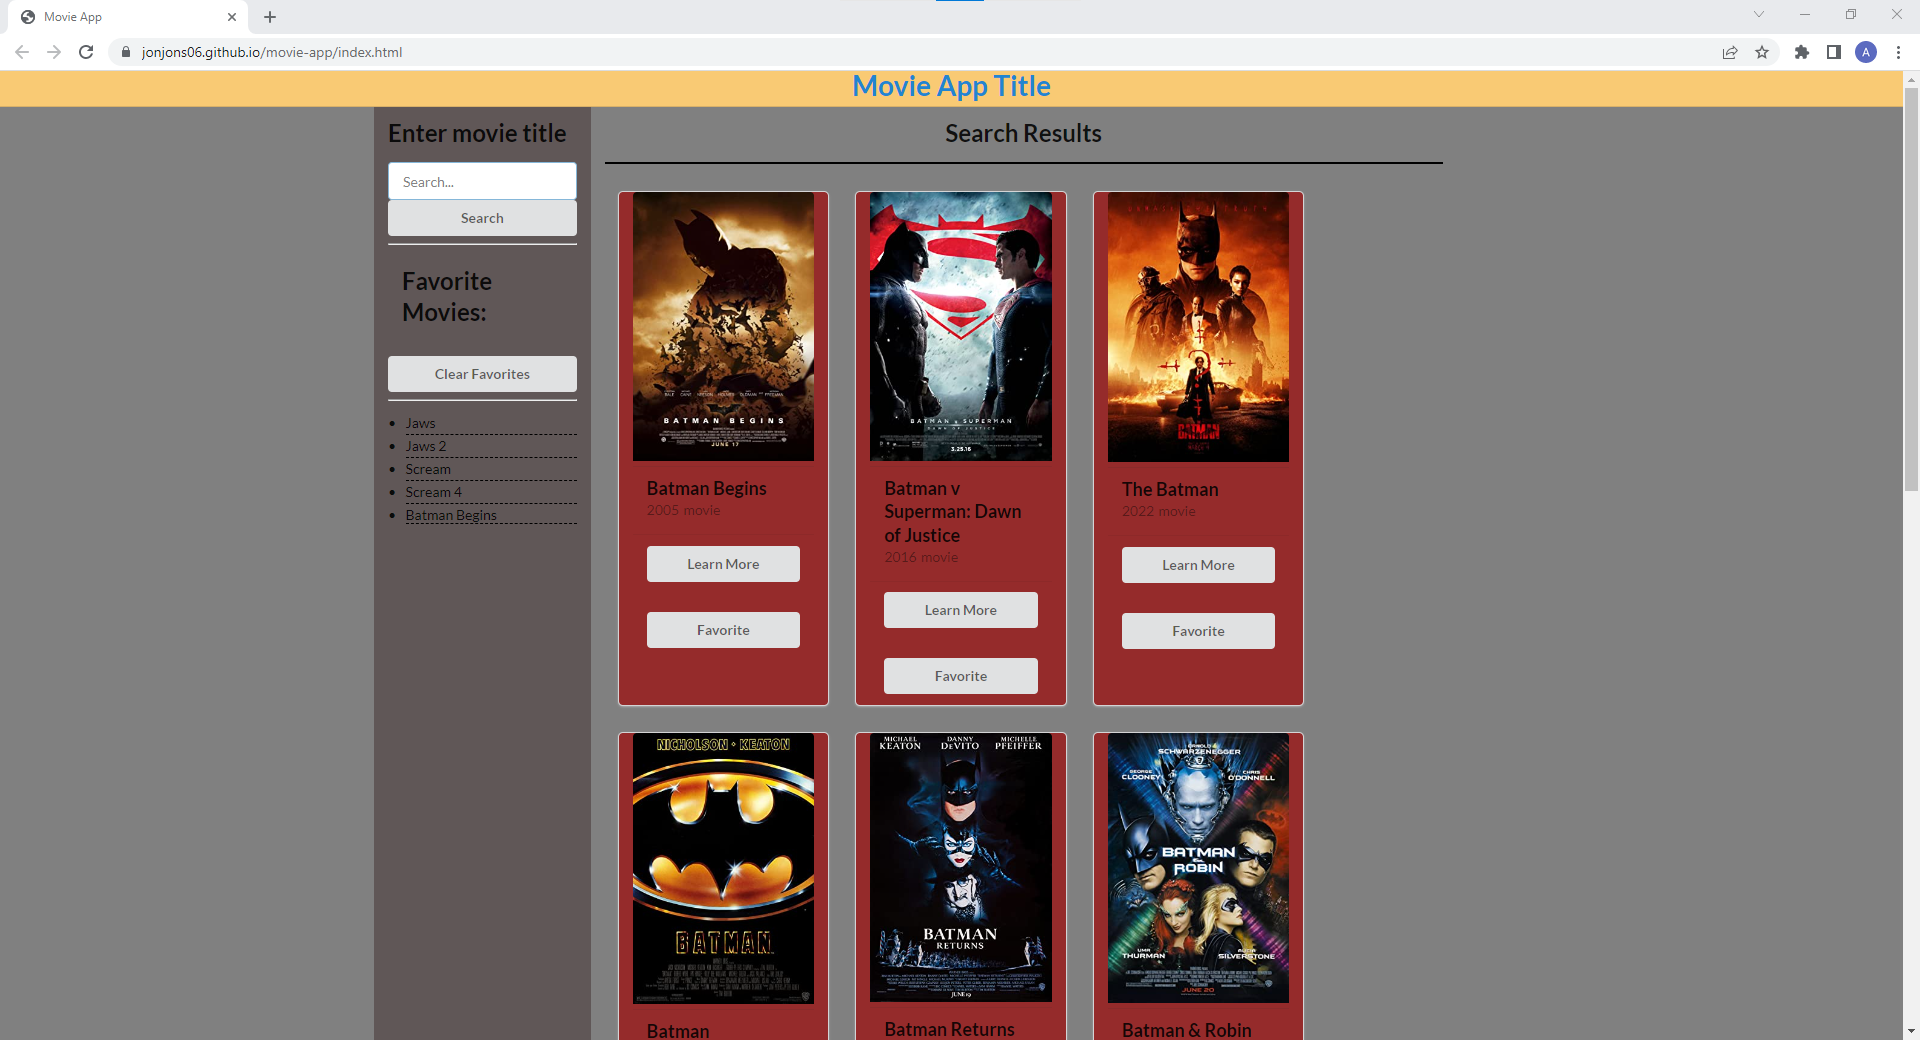 Movie App
jonjons06.github.io/movie-app/index.html
A
Movie App Title
Enter movie title
Search...
Search
Favorite
Movies:
Clear Favorites
Jaws
Jaws 2
Scream
Scream 4
Batman Begins
Search Results
BATMAN BEGINS
JUNE 17
Batman Begins
2005 movie
Learn More
Favorite
BATMAN v SUPERMAN
DAWN OF JUSTICE
3.25.16
Batman v
Superman: Dawn
of Justice
2016 movie
Learn More
Favorite
THE
BATMAN
The Batman
2022 movie
Learn More
Favorite
NICHOLSON • KEATON
BATMAN
Batman
MICHAEL
KEATON
DANNY
DEVITO
MICHELLE
PFEIFFER
BATMAN
RETURNS
JUNE 19
Batman Returns
ARNOLD
SCHWARZENEGGER
GEORGE
CLOONEY
CHRIS
O'DONNELL
BATMAN
&
ROBIN
UMA
THURMAN
ALICIA
SILVERSTONE
JUNE 20
Batman & Robin